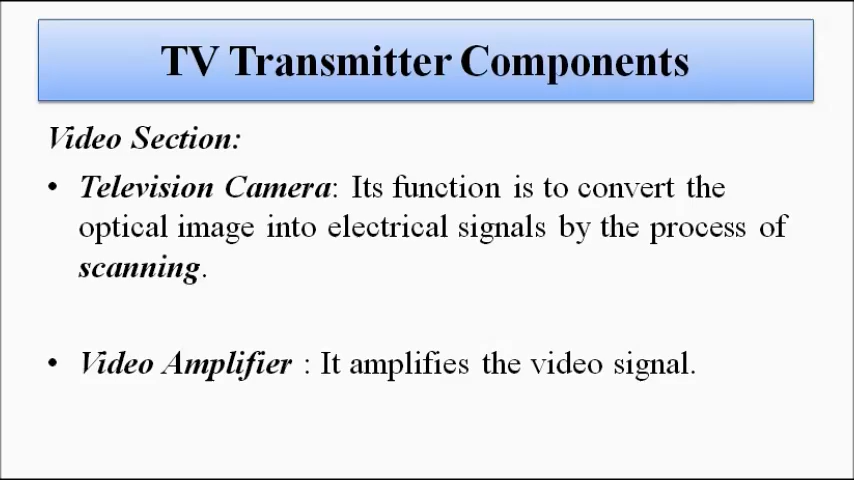 TV Transmitter Components
Video Section:
• Television Camera: Its function is to convert the
optical image into electrical signals by the process of
scanning.
• Video Amplifier : It amplifies the video signal.